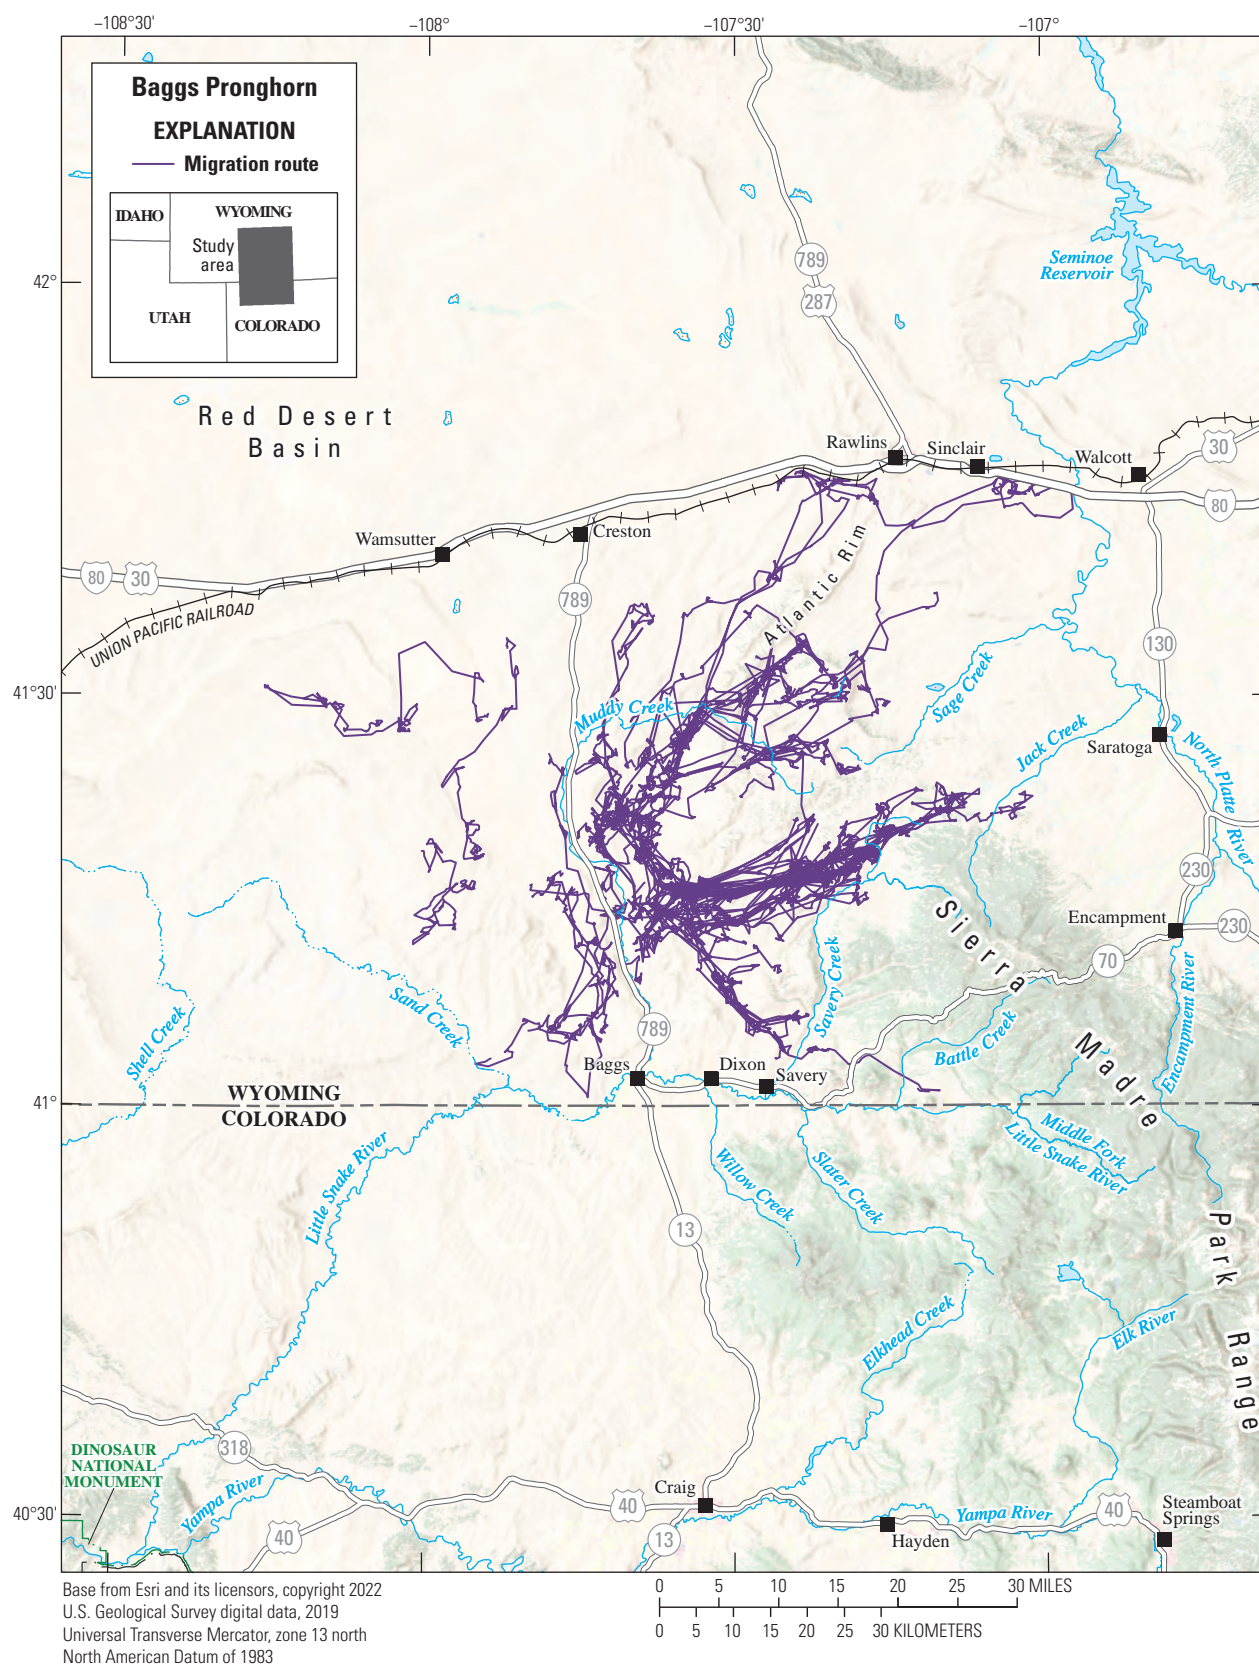 −108°30'
−108°
−107°30'
−107°
Baggs Pronghorn
EXPLANATION
Migration route
IDAHO
WYOMING
Study
area
UTAH
COLORADO
789
287
Seminoe
Reservoir
42°
Red Desert
Basin
Rawlins
Sinclair
Walcott
30
80
Wamsutter
Creston
80
30
789
UNION PACIFIC RAILROAD
Atlantic Rim
130
41°30'
Muddy Creek
Sage Creek
Jack Creek
Saratoga
North Platte
River
230
Encampment
230
Sierra
70
Savery Creek
Encampment River
Shell Creek
Sand Creek
789
Battle Creek
Madre
Baggs
Dixon
Savery
41°
WYOMING
COLORADO
Middle Fork
Little Snake River
Little Snake River
Willow Creek
Slater Creek
13
Park
Elkhead Creek
Elk River
Range
318
DINOSAUR
NATIONAL
MONUMENT
Yampa River
Craig
40
Yampa River
40
Steamboat
Springs
40°30'
40
13
Hayden
Base from Esri and its licensors, copyright 2022
U.S. Geological Survey digital data, 2019
Universal Transverse Mercator, zone 13 north
North American Datum of 1983
0 5 10 15 20 25 30 MILES
0 5 10 15 20 25 30 KILOMETERS